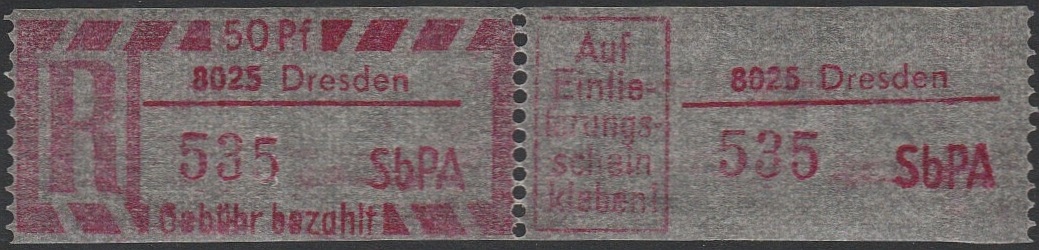 50 Pf
R
8025 Dresden
535
SbPA
Gebühr bezahlt
Auf
Einlie-
ferungs-
schein
kleben!
8025 Dresden
535
SbPA